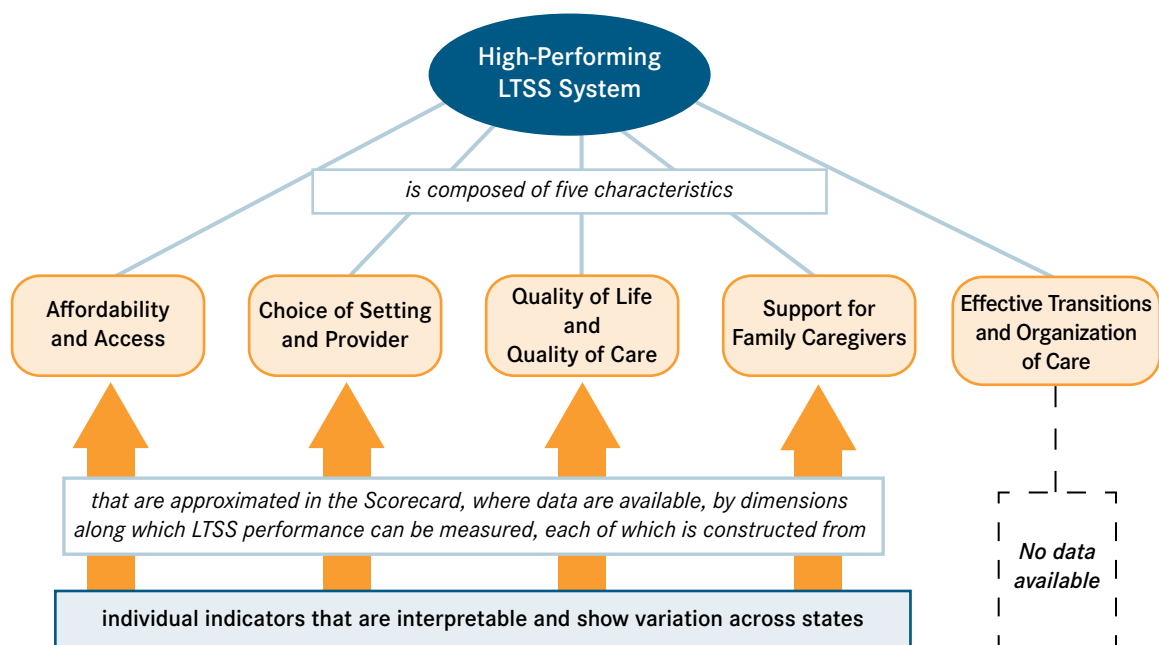 High-Performing
LTSS System
is composed of five characteristics
Affordability
and Access
Choice of Setting
and Provider
Quality of Life
and
Quality of Care
Support for
Family Caregivers
Effective Transitions
and Organization
of Care
that are approximated in the Scorecard, where data are available, by dimensions
along which LTSS performance can be measured, each of which is constructed from
No data
available
individual indicators that are interpretable and show variation across states